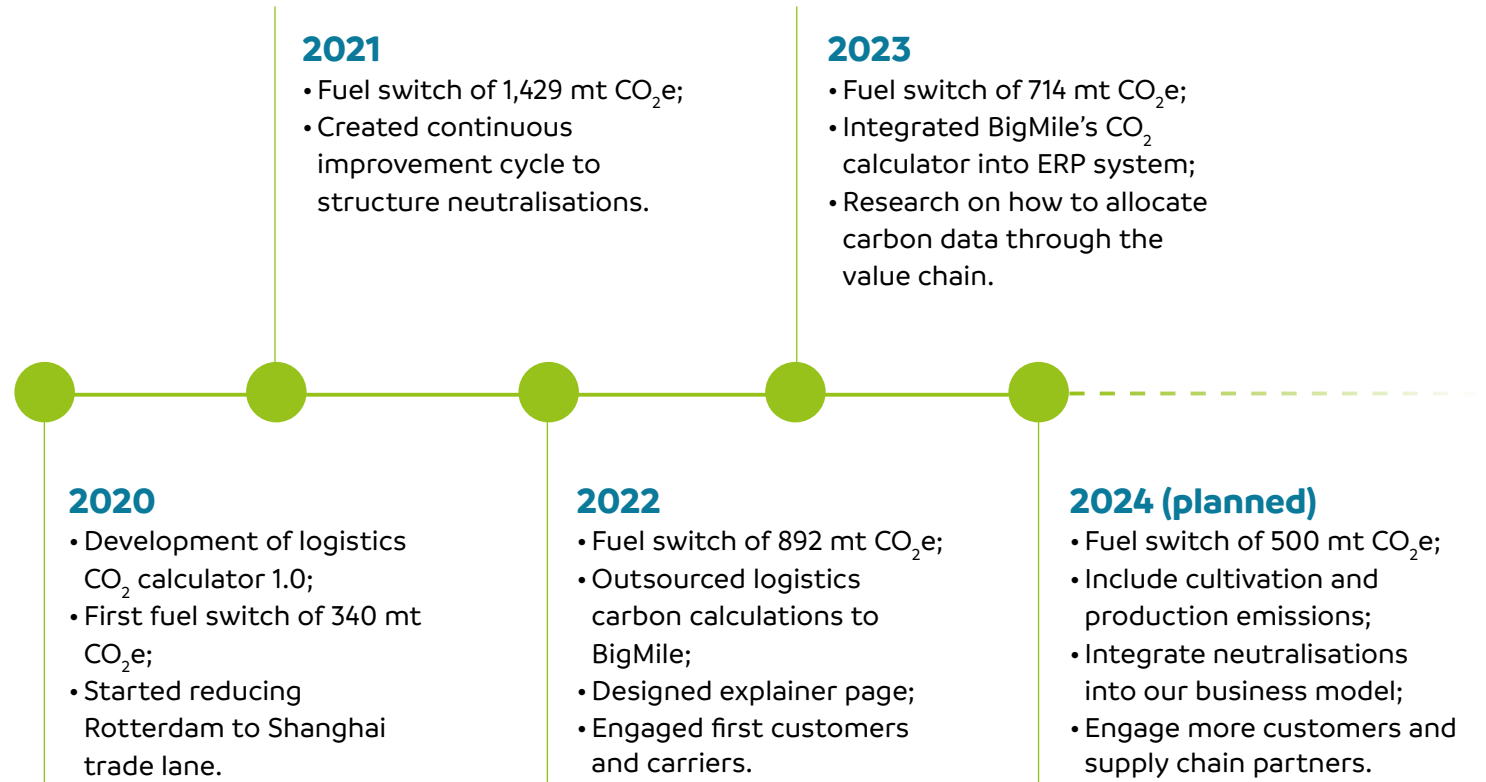 2021
• Fuel switch of 1,429 mt CO₂e;
• Created continuous
improvement cycle to
structure neutralisations.
2023
• Fuel switch of 714 mt CO₂e;
• Integrated BigMile’s CO₂
calculator into ERP system;
• Research on how to allocate
carbon data through the
value chain.
2020
• Development of logistics
CO₂ calculator 1.0;
• First fuel switch of 340 mt
CO₂e;
• Started reducing
Rotterdam to Shanghai
trade lane.
2022
• Fuel switch of 892 mt CO₂e;
• Outsourced logistics
carbon calculations to
BigMile;
• Designed explainer page;
• Engaged first customers
and carriers.
2024 (planned)
• Fuel switch of 500 mt CO₂e;
• Include cultivation and
production emissions;
• Integrate neutralisations
into our business model;
• Engage more customers and
supply chain partners.